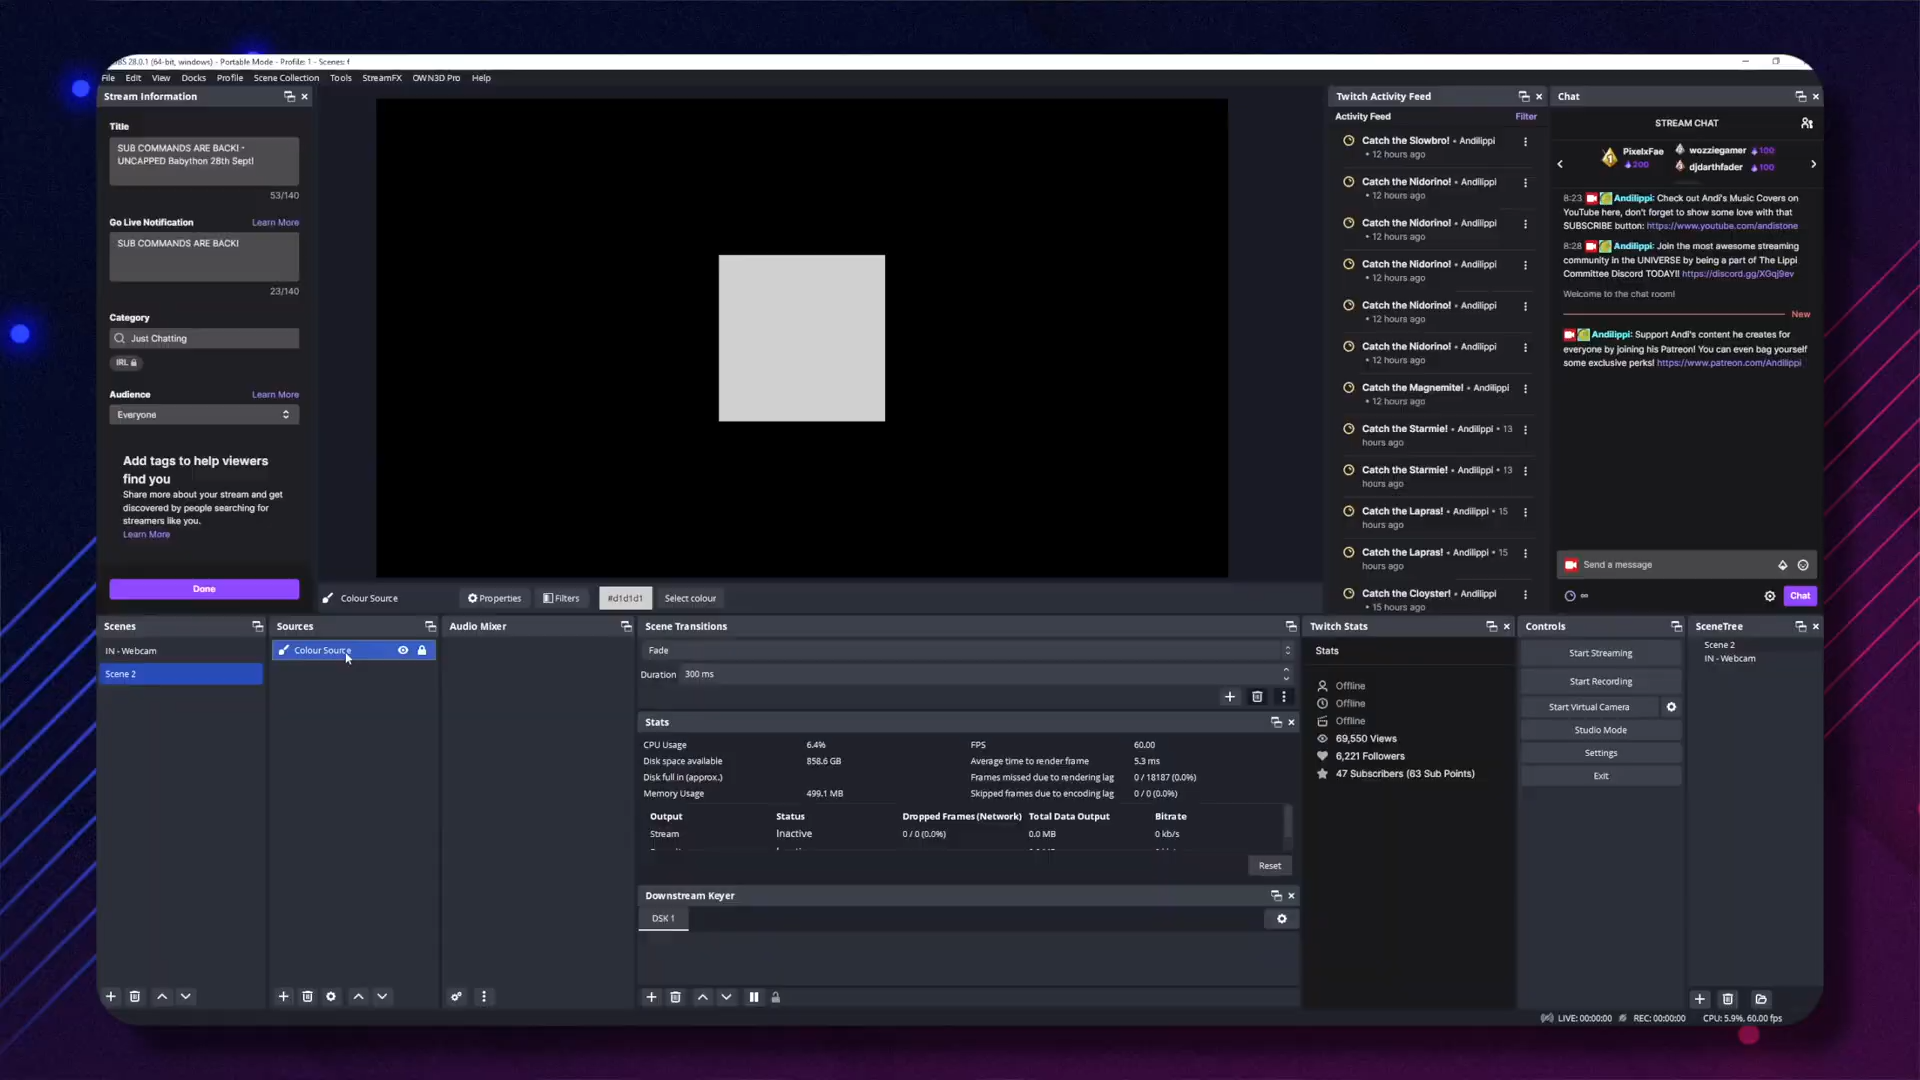 OBS 28.0.1 (64-bit, windows) - Portable Mode - Profile: 1 - Scenes: f
File Edit View Docks Profile Scene Collection Tools StreamFX OWN3D Pro Help
Stream Information
Title
SUB COMMANDS ARE BACK! -
UNCAPPED Babython 28th Sept!
53/140
Go Live Notification Learn More
SUB COMMANDS ARE BACK!
23/140
Category
Just Chatting
IRL
Audience Learn More
Everyone
Add tags to help viewers
find you
Share more about your stream and get
discovered by people searching for
streamers like you.
Learn More
Done
Colour Source Properties Filters #d1d1d1 Select colour
Twitch Activity Feed
Activity Feed Filter
Catch the Slowbro! • Andilippi
• 12 hours ago
Catch the Nidorino! • Andilippi
• 12 hours ago
Catch the Nidorino! • Andilippi
• 12 hours ago
Catch the Nidorino! • Andilippi
• 12 hours ago
Catch the Nidorino! • Andilippi
• 12 hours ago
Catch the Nidorino! • Andilippi
• 12 hours ago
Catch the Magnemite! • Andilippi
• 12 hours ago
Catch the Starmie! • Andilippi • 13
hours ago
Catch the Starmie! • Andilippi • 13
hours ago
Catch the Lapras! • Andilippi • 15
hours ago
Catch the Lapras! • Andilippi • 15
hours ago
Catch the Cloyster! • Andilippi
• 15 hours ago
Chat
STREAM CHAT
1 PixelxFae 200
wozziegamer 100
djdarthfader 100
8:23 Andilippi: Check out Andi's Music Covers on
YouTube here, don't forget to show some love with that
SUBSCRIBE button: https://www.youtube.com/andistone
8:28 Andilippi: Join the most awesome streaming
community in the UNIVERSE by being a part of The Lippi
Committee Discord TODAY!! https://discord.gg/XGqj9ev
Welcome to the chat room!
New
Andilippi: Support Andi's content he creates for
everyone by joining his Patreon! You can even bag yourself
some exclusive perks! https://www.patreon.com/Andilippi
Send a message
∞ Chat
Scenes
IN - Webcam
Scene 2
Sources
Colour Source
Audio Mixer
Scene Transitions
Fade
Duration 300 ms
Stats
CPU Usage 6.4% FPS 60.00
Disk space available 858.6 GB Average time to render frame 5.3 ms
Disk full in (approx.) Frames missed due to rendering lag 0 / 18187 (0.0%)
Memory Usage 499.1 MB Skipped frames due to encoding lag 0 / 0 (0.0%)
Output Status Dropped Frames (Network) Total Data Output Bitrate
Stream Inactive 0 / 0 (0.0%) 0.0 MB 0 kb/s
Reset
Downstream Keyer
DSK 1
Twitch Stats
Stats
Offline
Offline
Offline
69,550 Views
6,221 Followers
47 Subscribers (63 Sub Points)
Controls
Start Streaming
Start Recording
Start Virtual Camera
Studio Mode
Settings
Exit
SceneTree
Scene 2
IN - Webcam
LIVE: 00:00:00 REC: 00:00:00 CPU: 5.9%, 60.00 fps